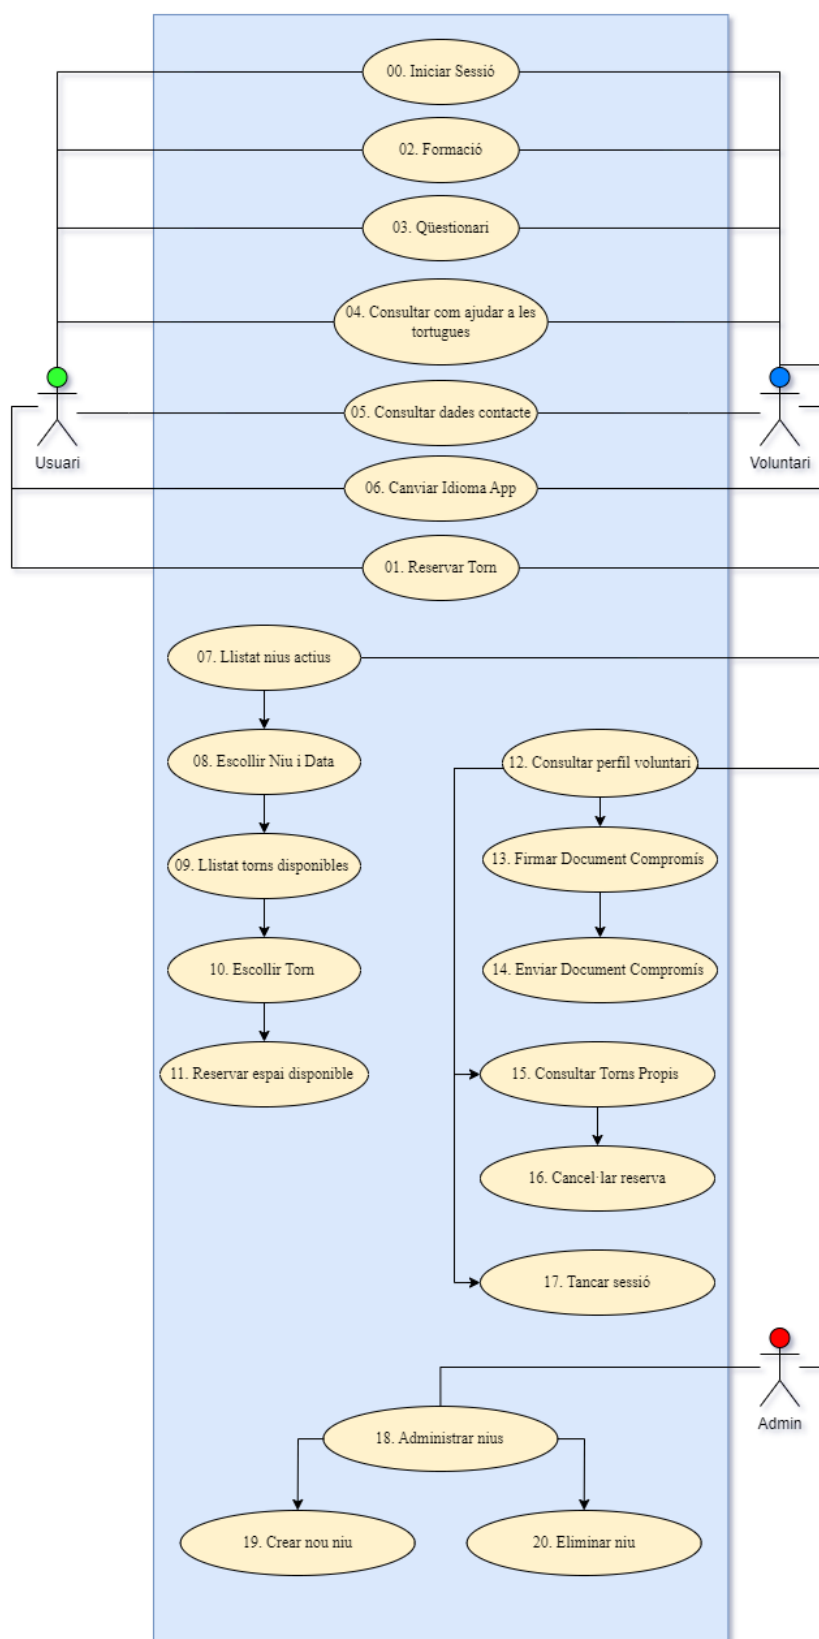 00. Iniciar Sessió
02. Formació
03. Qüestionari
04. Consultar com ajudar a les
tortugues
05. Consultar dades contacte
Usuari
Voluntari
06. Canviar Idioma App
01. Reservar Torn
07. Llistat nius actius
08. Escollir Niu i Data
12. Consultar perfil voluntari
09. Llistat torns disponibles
13. Firmar Document Compromís
10. Escollir Torn
14. Enviar Document Compromís
11. Reservar espai disponible
15. Consultar Torns Propis
16. Cancel·lar reserva
17. Tancar sessió
Admin
18. Administrar nius
19. Crear nou niu
20. Eliminar niu